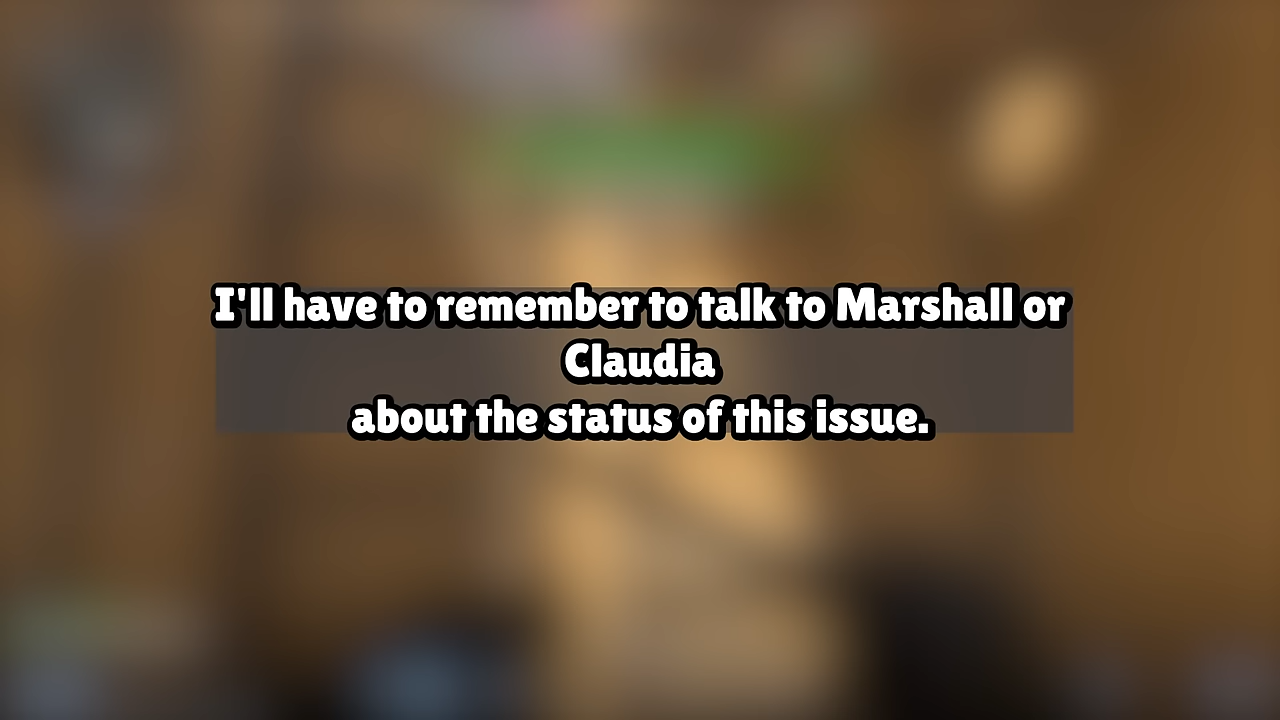 I'll have to remember to talk to Marshall or
Claudia
about the status of this issue.